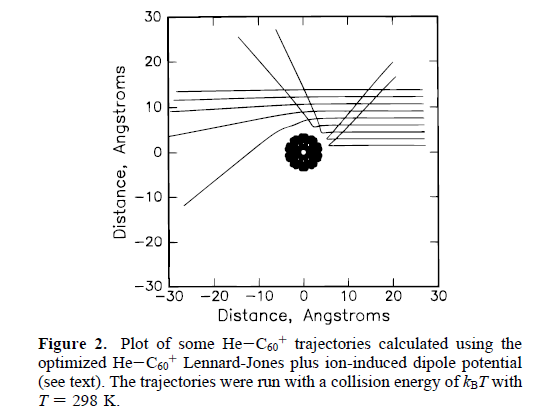 30
20
10
0
−10
−20
−30
Distance, Angstroms
−30 −20 −10 0 10 20 30
Distance, Angstroms
Figure 2. Plot of some He−C60+ trajectories calculated using the
optimized He−C60+ Lennard-Jones plus ion-induced dipole potential
(see text). The trajectories were run with a collision energy of kBT with
T = 298 K.